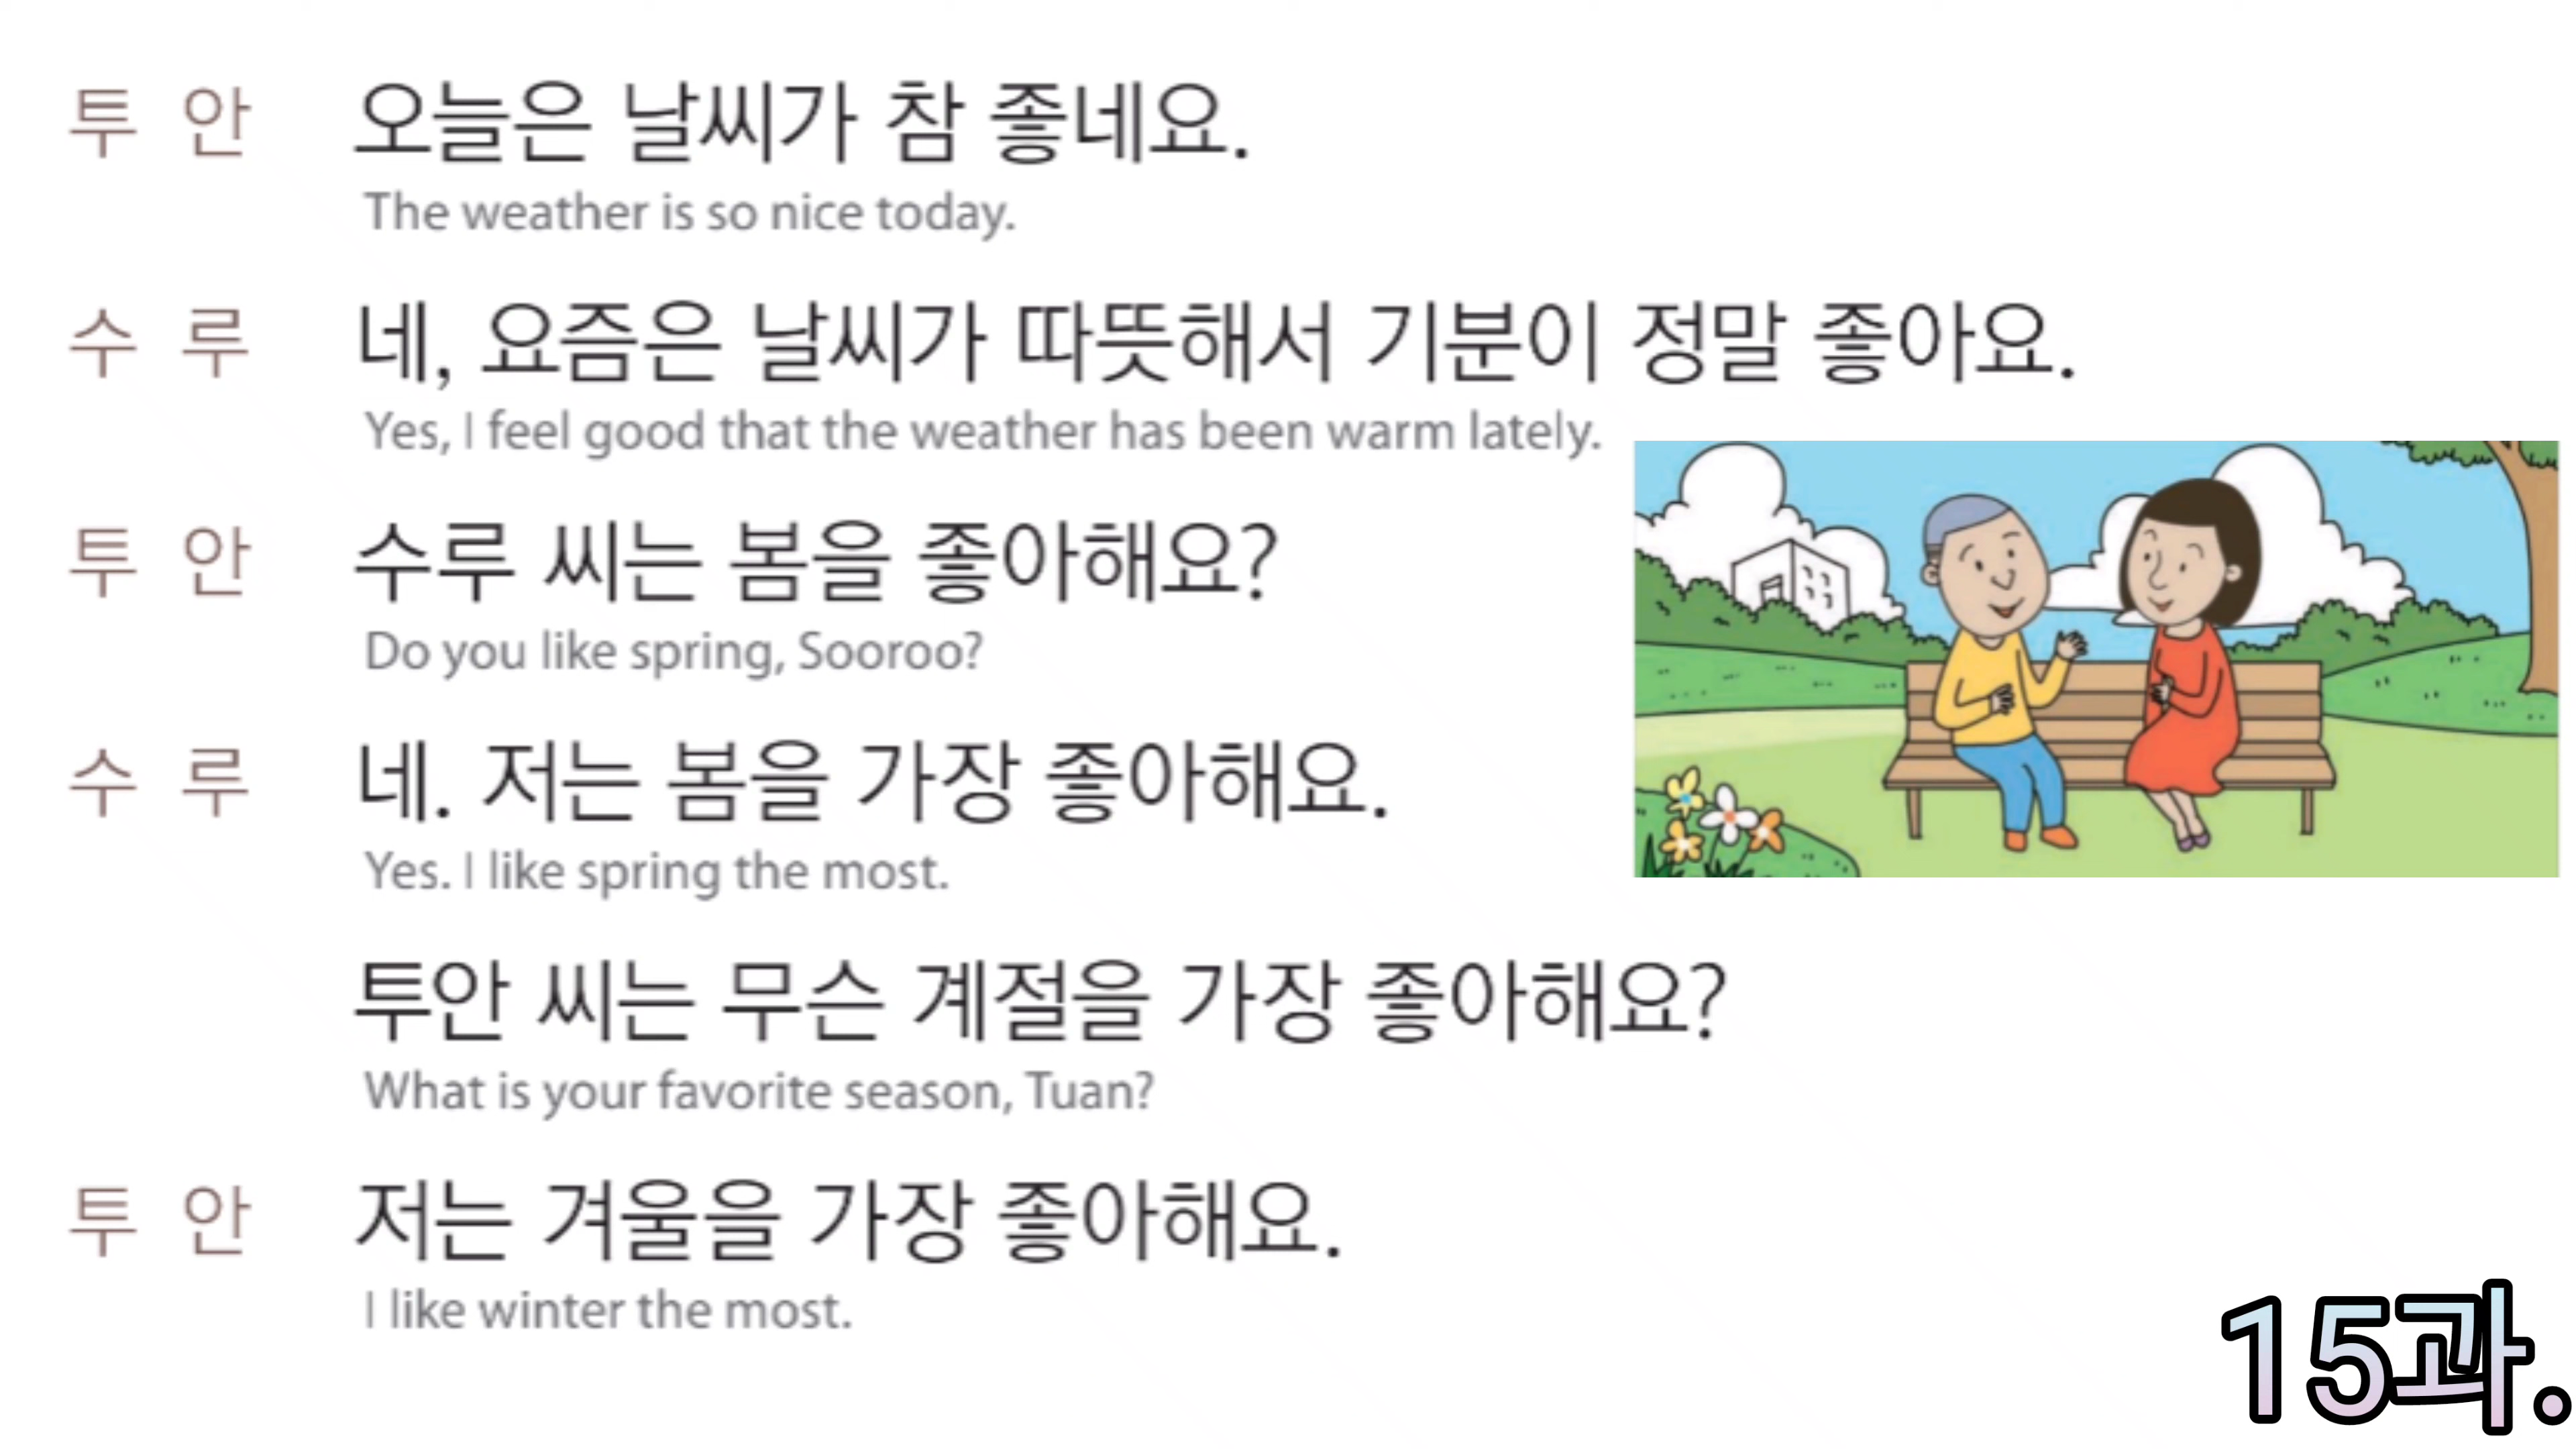 투 안 오늘은 날씨가 참 좋네요.
The weather is so nice today.
수 루 네, 요즘은 날씨가 따뜻해서 기분이 정말 좋아요.
Yes, I feel good that the weather has been warm lately.
투 안 수루 씨는 봄을 좋아해요?
Do you like spring, Sooroo?
수 루 네. 저는 봄을 가장 좋아해요.
Yes. I like spring the most.
투안 씨는 무슨 계절을 가장 좋아해요?
What is your favorite season, Tuan?
투 안 저는 겨울을 가장 좋아해요.
I like winter the most.
15과.